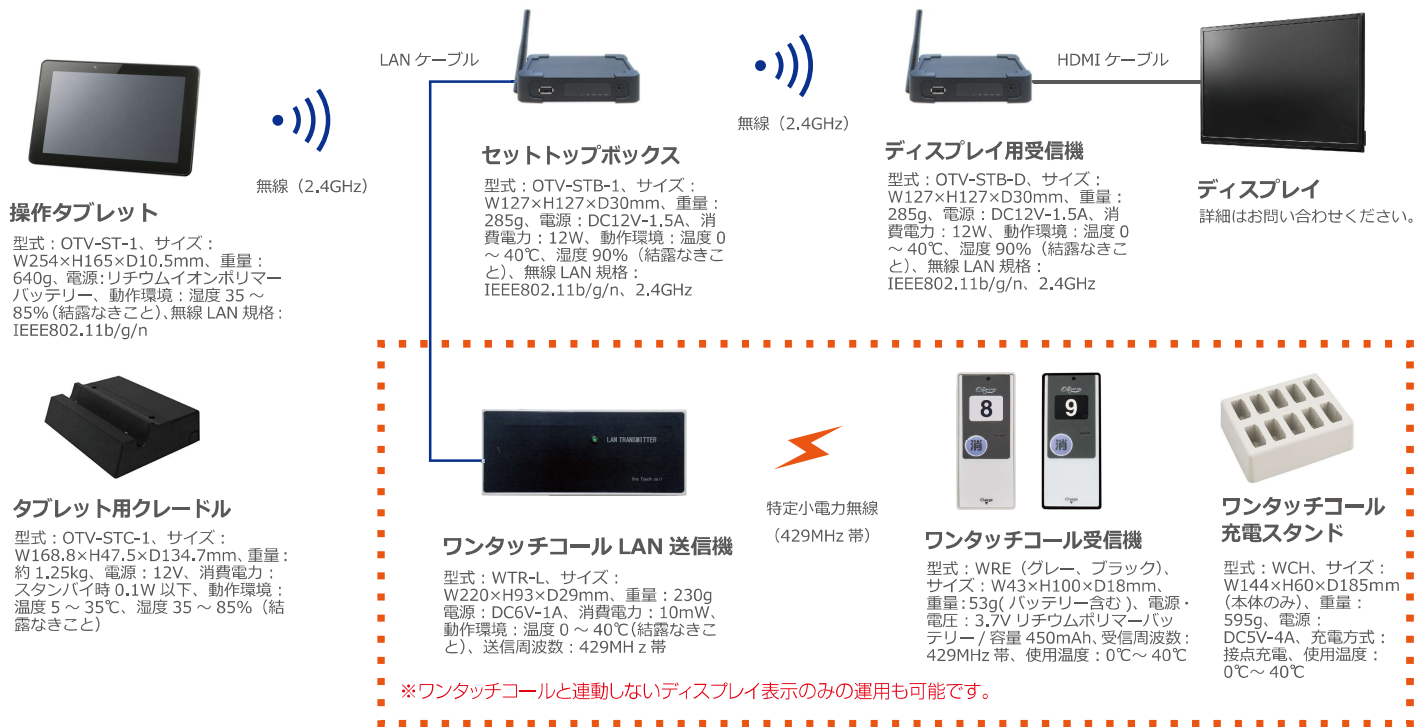 LAN ケーブル
HDMI ケーブル
無線（2.4GHz）
無線（2.4GHz）
操作タブレット
型式：OTV-ST-1、サイズ：
W254×H165×D10.5mm、重量：
640g、電源：リチウムイオンポリマー
バッテリー、動作環境：湿度 35 ～
85%（結露なきこと）、無線 LAN 規格：
IEEE802.11b/g/n
セットトップボックス
型式：OTV-STB-1、サイズ：
W127×H127×D30mm、重量：
285g、電源：DC12V-1.5A、消
費電力：12W、動作環境：温度 0
～ 40℃、湿度 90%（結露なきこ
と）、無線 LAN 規格：
IEEE802.11b/g/n、2.4GHz
ディスプレイ用受信機
型式：OTV-STB-D、サイズ：
W127×H127×D30mm、重量：
285g、電源：DC12V-1.5A、消
費電力：12W、動作環境：温度 0
～ 40℃、湿度 90%（結露なきこ
と）、無線 LAN 規格：
IEEE802.11b/g/n、2.4GHz
ディスプレイ
詳細はお問い合わせください。
タブレット用クレードル
型式：OTV-STC-1、サイズ：
W168.8×H47.5×D134.7mm、重量：
約 1.25kg、電源：12V、消費電力：
スタンバイ時 0.1W 以下、動作環境：
温度 5 ～ 35℃、湿度 35 ～ 85%（結
露なきこと）
LAN TRANSMITTER
One Touch call
ワンタッチコール LAN 送信機
型式：WTR-L、サイズ：
W220×H93×D29mm、重量：230g
電源：DC6V-1A、消費電力：10mW、
動作環境：温度 0 ～ 40℃（結露なきこ
と）、送信周波数：429MH z 帯
特定小電力無線
（429MHz 帯）
8
消
Charge
9
消
Charge
ワンタッチコール受信機
型式：WRE（グレー、ブラック）、
サイズ：W43×H100×D18mm、
重量：53g( バッテリー含む )、電源・
電圧：3.7V リチウムポリマーバッ
テリー / 容量 450mAh、受信周波数：
429MHz 帯、使用温度：0℃～ 40℃
ワンタッチコール
充電スタンド
型式：WCH、サイズ：
W144×H60×D185mm
（本体のみ）、重量：
595g、電源：
DC5V-4A、充電方式：
接点充電、使用温度：
0℃～ 40℃
※ワンタッチコールと連動しないディスプレイ表示のみの運用も可能です。